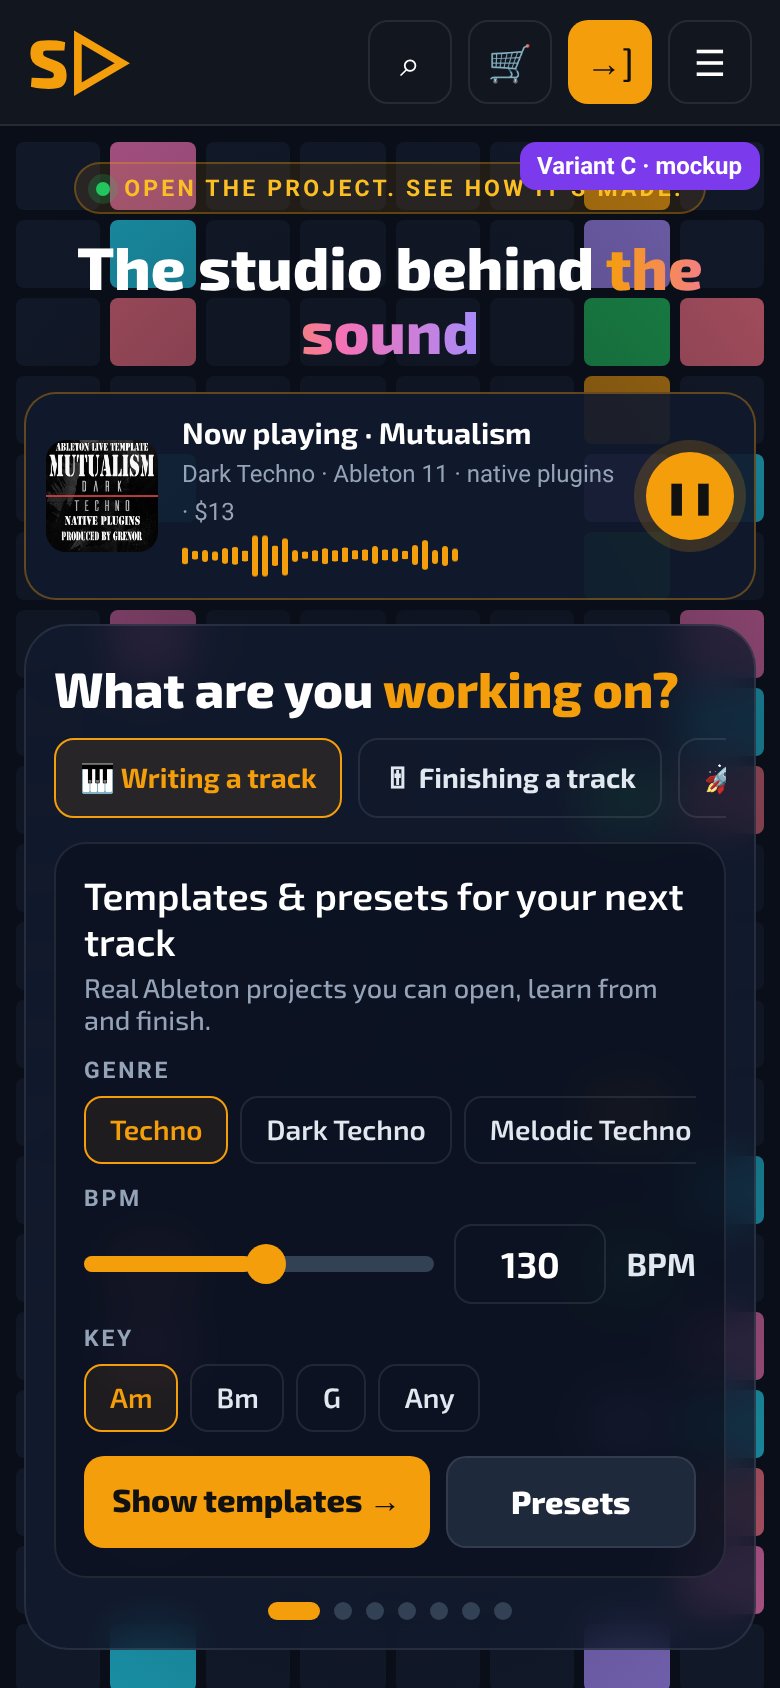 S
Variant C · mockup
OPEN THE PROJECT. SEE HOW IT'S MADE.
The studio behind the
sound
Now playing · Mutualism
Dark Techno · Ableton 11 · native plugins
· $13
ABLETON LIVE TEMPLATE
MUTUALISM
DARK
TECHNO
NATIVE PLUGINS
PRODUCED BY GRENOR
What are you working on?
Writing a track
Finishing a track
Templates & presets for your next
track
Real Ableton projects you can open, learn from
and finish.
GENRE
Techno
Dark Techno
Melodic Techno
BPM
130 BPM
KEY
Am
Bm
G
Any
Show templates →
Presets